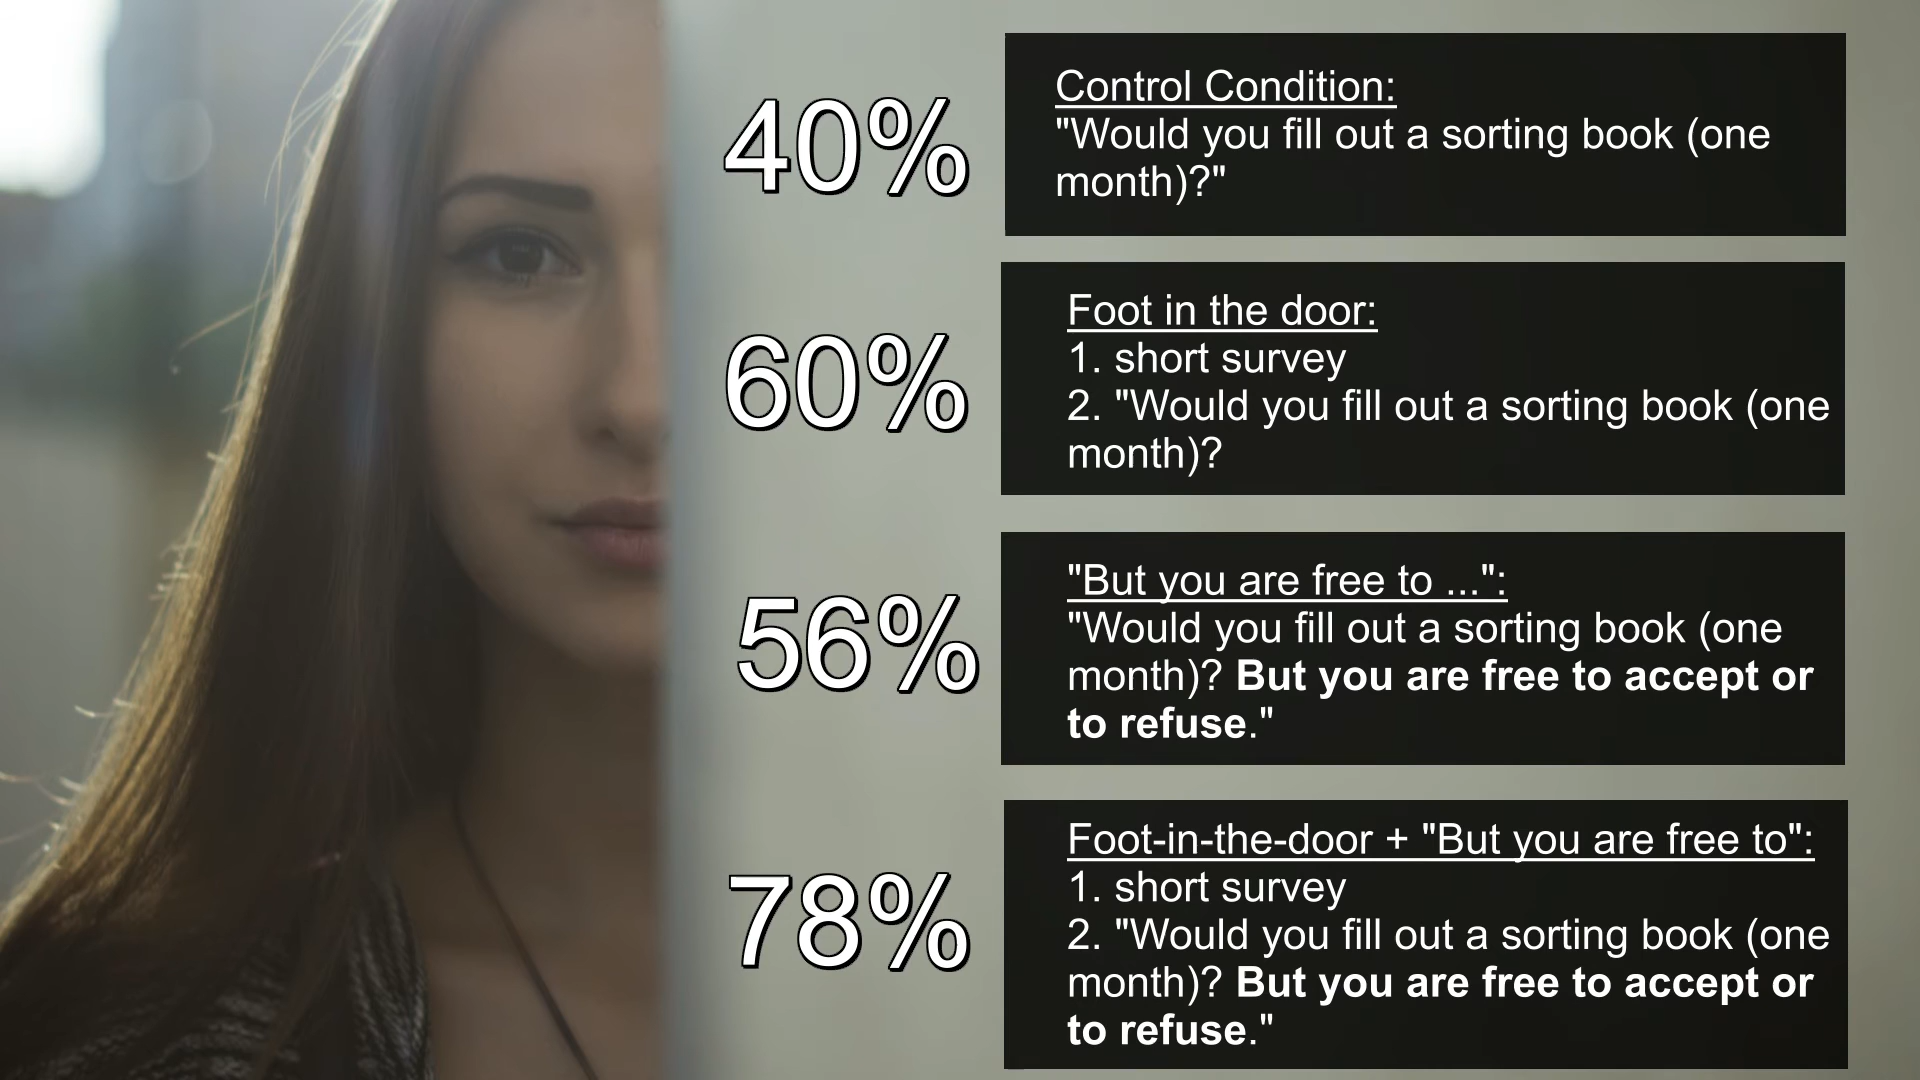 40%
Control Condition:
"Would you fill out a sorting book (one
month)?"
60%
Foot in the door:
1. short survey
2. "Would you fill out a sorting book (one
month)?
56%
"But you are free to ...":
"Would you fill out a sorting book (one
month)? But you are free to accept or
to refuse."
78%
Foot-in-the-door + "But you are free to":
1. short survey
2. "Would you fill out a sorting book (one
month)? But you are free to accept or
to refuse."